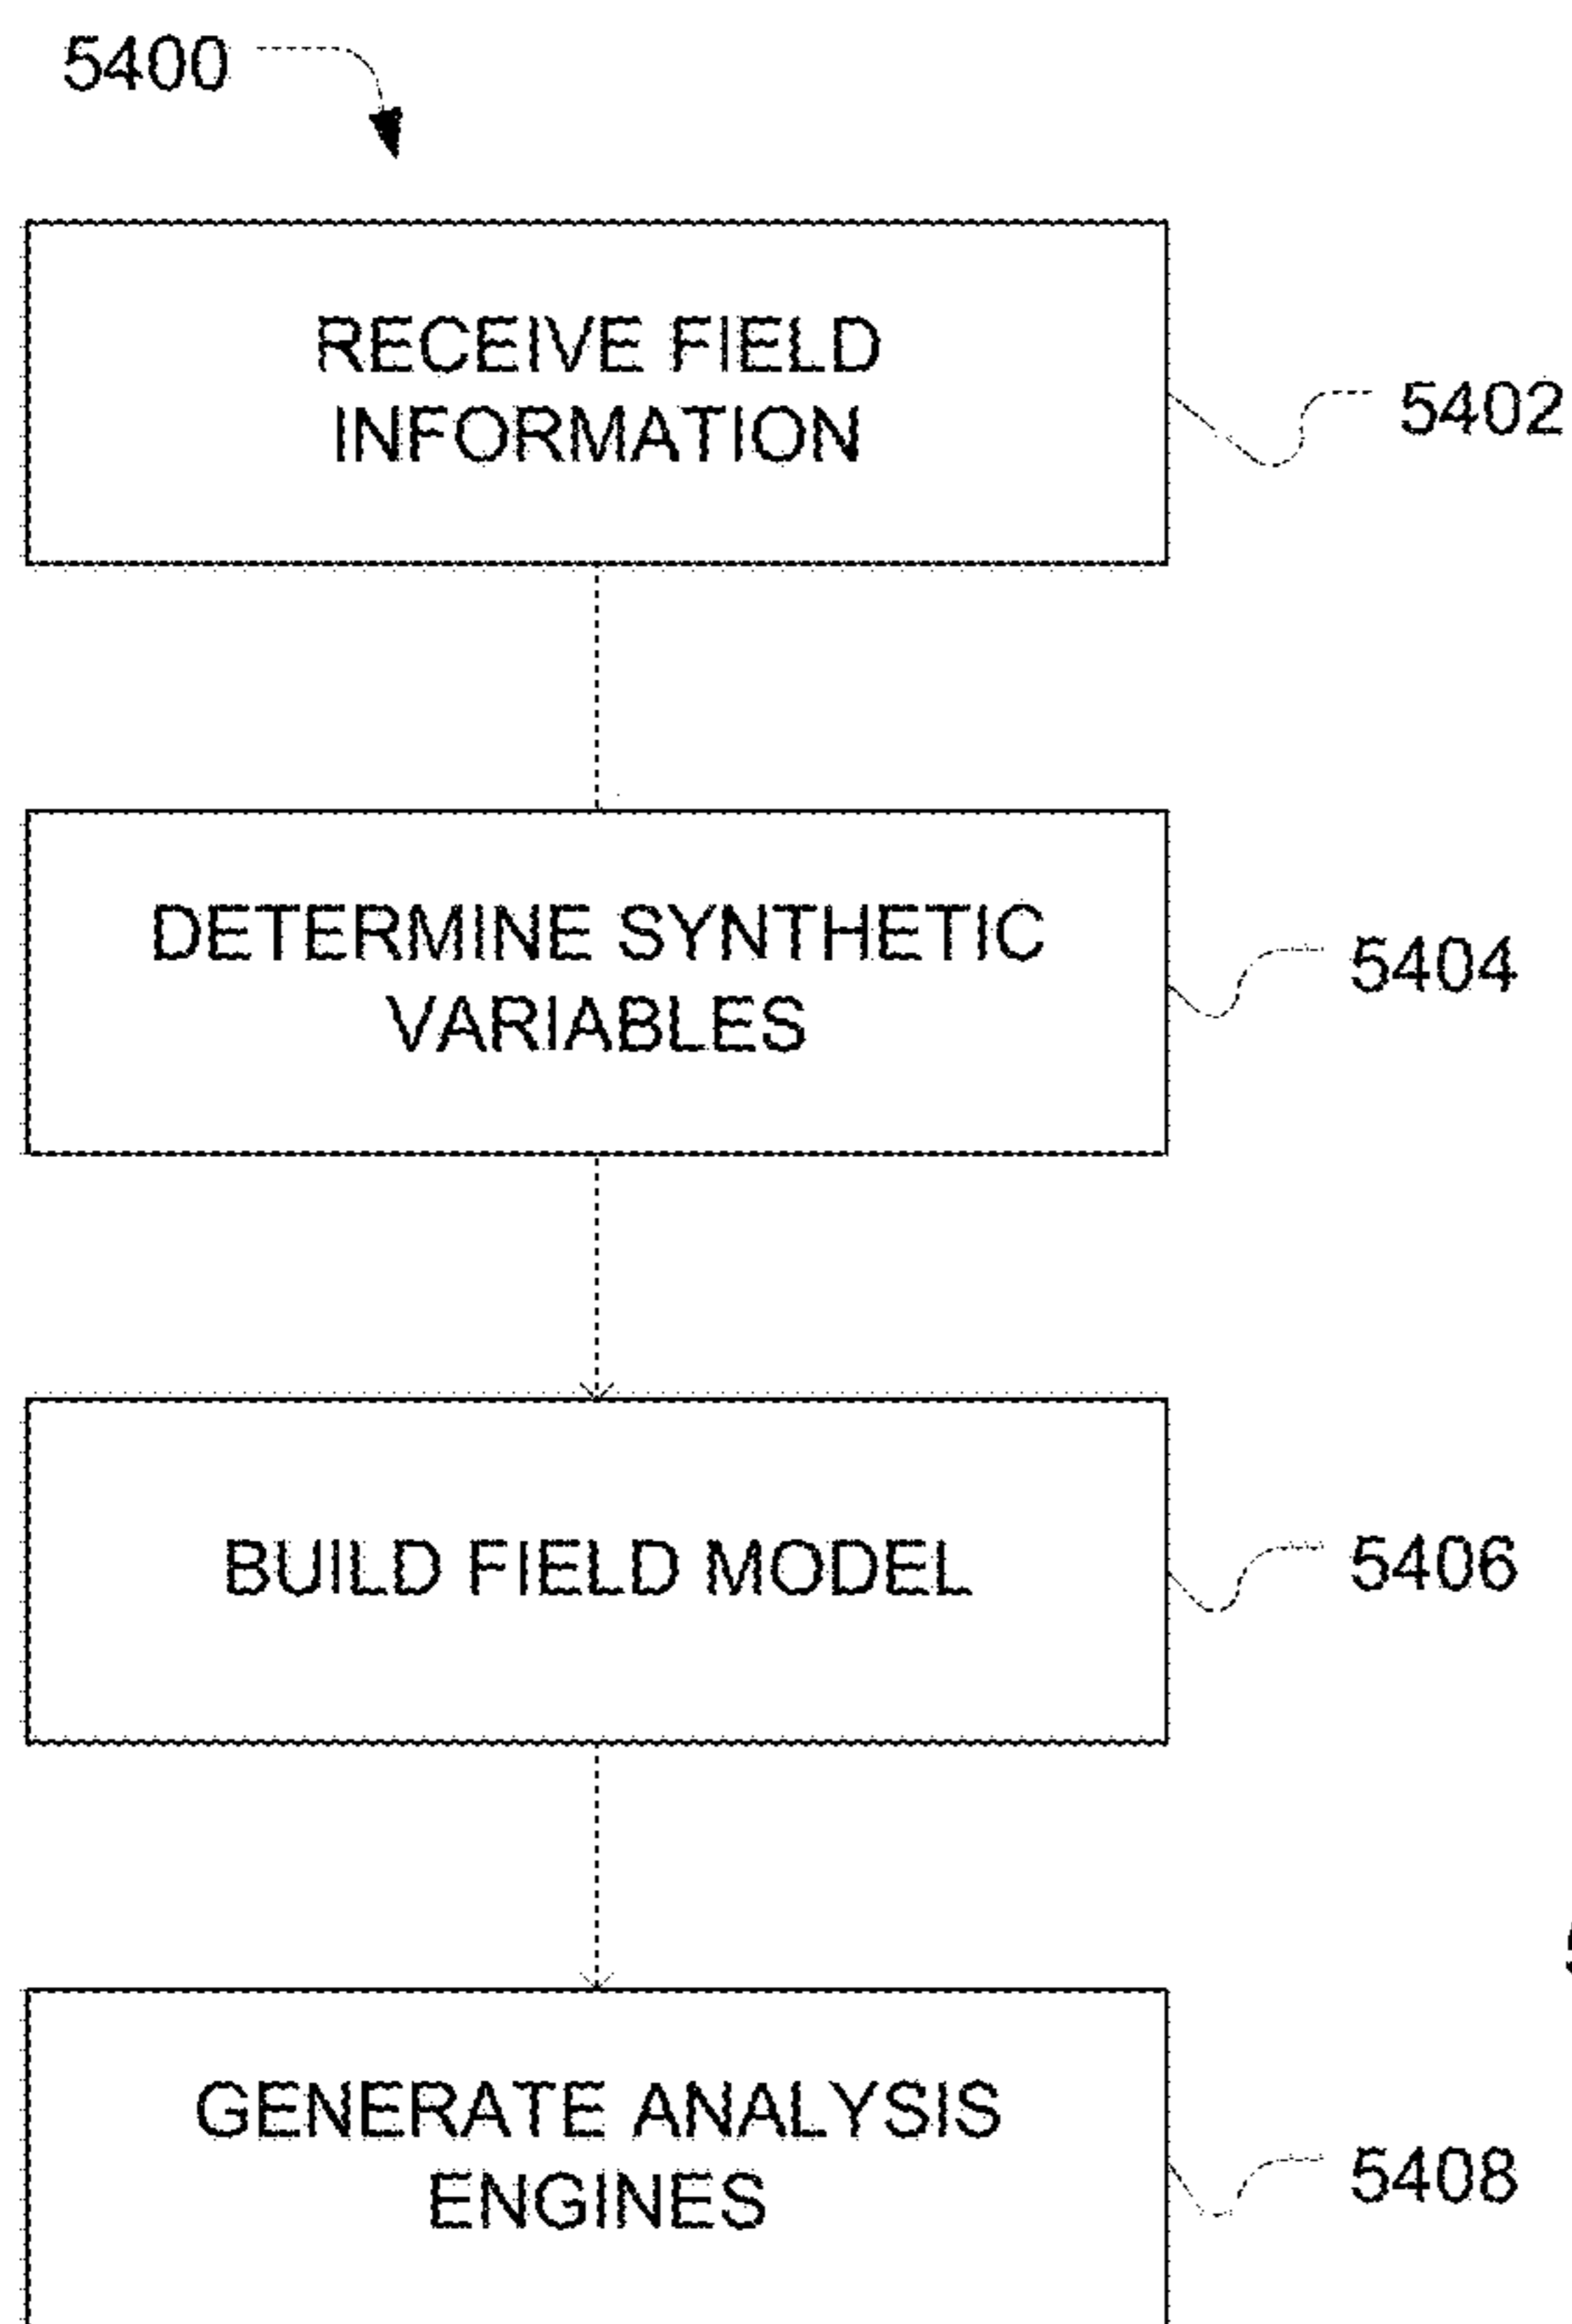 5400
RECEIVE FIELD
INFORMATION
5402
DETERMINE SYNTHETIC
VARIABLES
5404
BUILD FIELD MODEL
5406
GENERATE ANALYSIS
ENGINES
5408